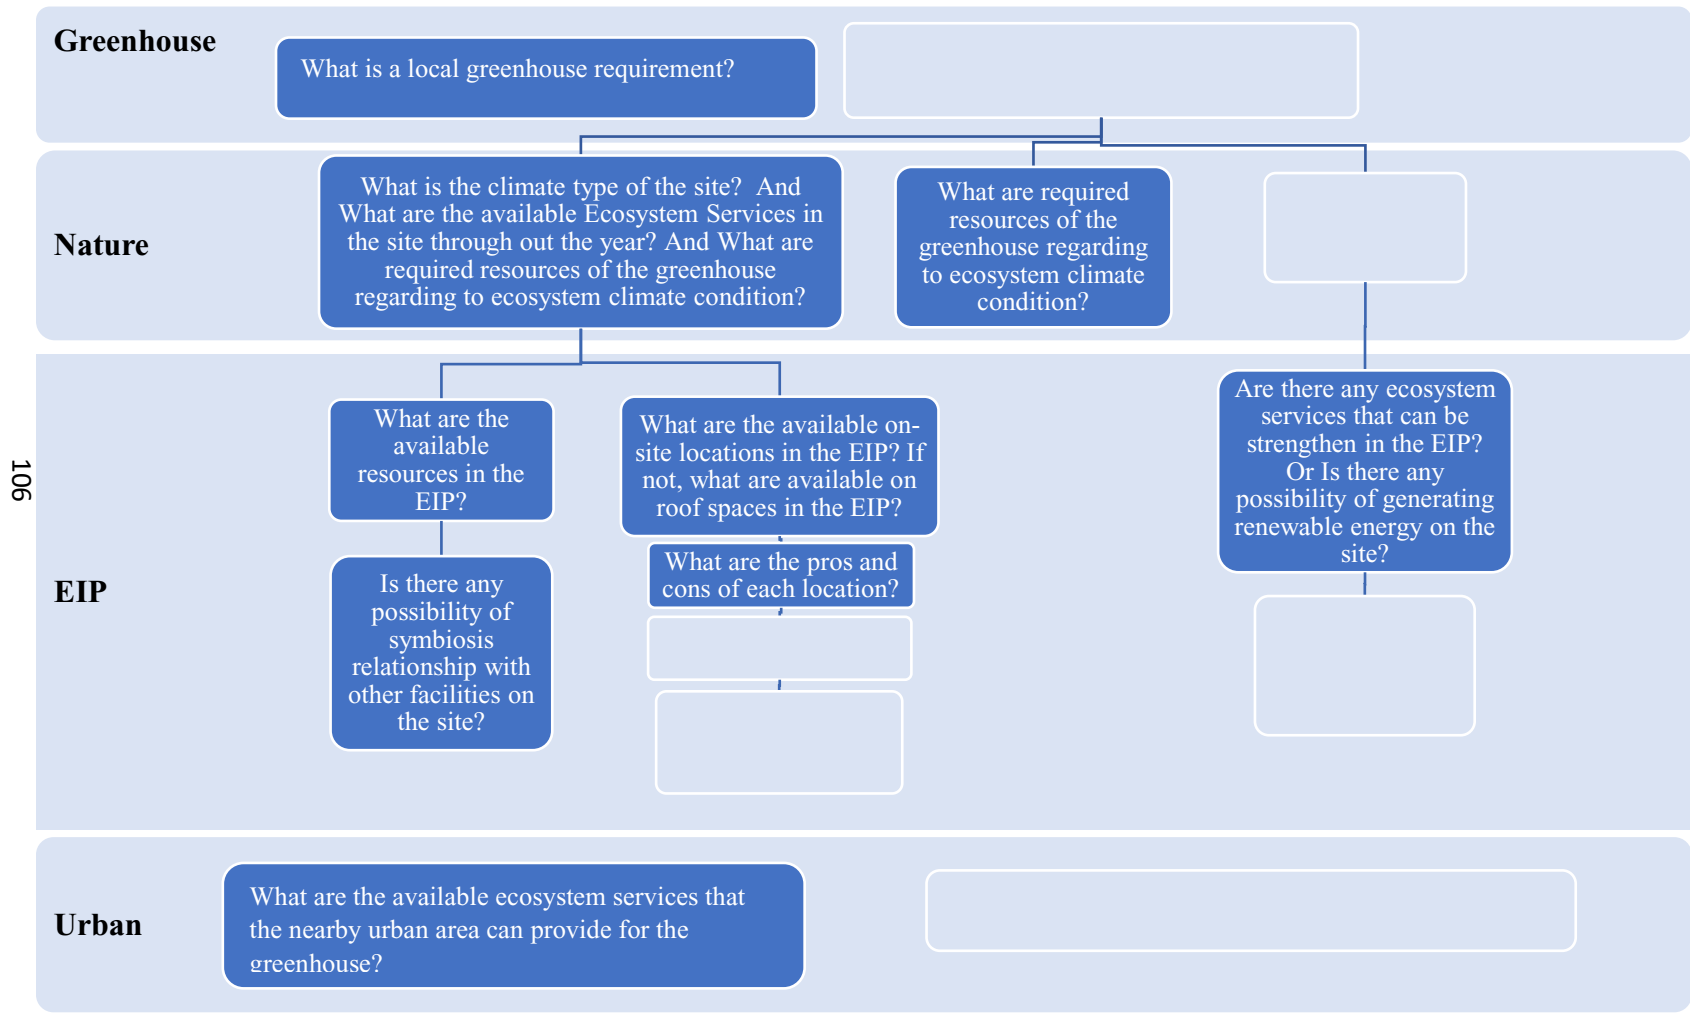 Greenhouse
What is a local greenhouse requirement?
Nature
What is the climate type of the site?  And
What are the available Ecosystem Services in
the site through out the year? And What are
required resources of the greenhouse
regarding to ecosystem climate condition?
What are required
resources of the
greenhouse regarding
to ecosystem climate
condition?
106
EIP
What are the
available
resources in the
EIP?
Is there any
possibility of
symbiosis
relationship with
other facilities on
the site?
What are the available on-
site locations in the EIP? If
not, what are available on
roof spaces in the EIP?
What are the pros and
cons of each location?
Are there any ecosystem
services that can be
strengthen in the EIP?
Or Is there any
possibility of generating
renewable energy on the
site?
Urban
What are the available ecosystem services that
the nearby urban area can provide for the
greenhouse?